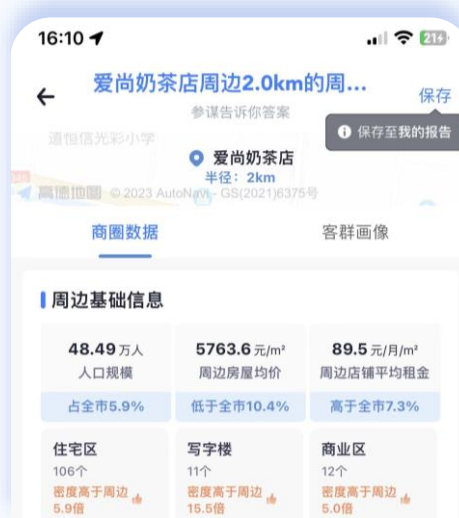 16:10
21
爱尚奶茶店周边2.0km的周...
保存
参谋告诉你答案
保存至我的报告
道恒信光彩小学
爱尚奶茶店
半径：2km
高德地图 © 2023 AutoNavi - GS(2021)6375号
商圈数据 客群画像
周边基础信息
48.49万人 5763.6元/m² 89.5元/月/m²
人口规模 周边房屋均价 周边店铺平均租金
占全市5.9% 低于全市10.4% 高于全市7.3%
住宅区 写字楼 商业区
106个 11个 12个
密度高于周边 密度高于周边 密度高于周边
5.9倍 15.5倍 5.0倍